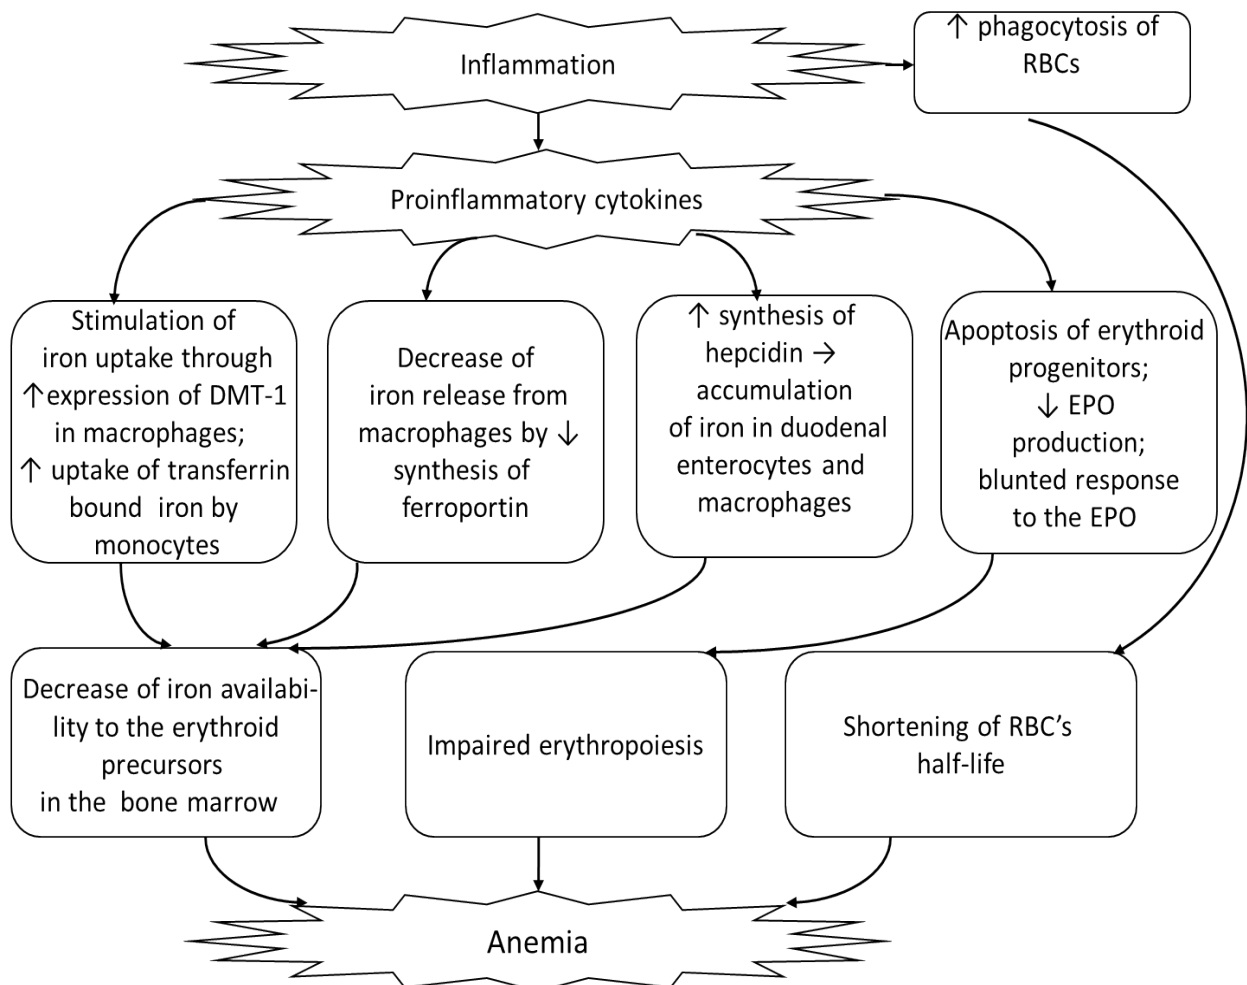 Inflammation
↑ phagocytosis of
RBCs
Proinflammatory cytokines
Stimulation of
iron uptake through
↑expression of DMT-1
in macrophages;
↑ uptake of transferrin
bound iron by
monocytes
Decrease of
iron release from
macrophages by ↓
synthesis of
ferroportin
↑ synthesis of
hepcidin →
accumulation
of iron in duodenal
enterocytes and
macrophages
Apoptosis of erythroid
progenitors;
↓ EPO
production;
blunted response
to the EPO
Decrease of iron availabi-
lity to the erythroid
precursors
in the bone marrow
Impaired erythropoiesis
Shortening of RBC’s
half-life
Anemia